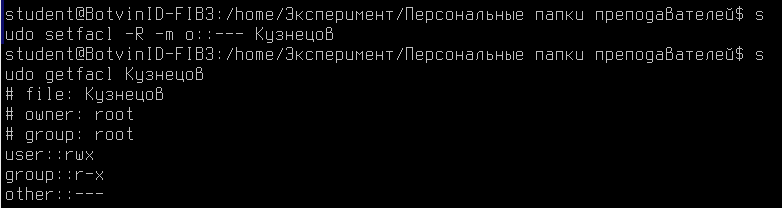 student@BotvinID-FIB3:/home/Эксперимент/Персональные папки преподавателей$ s
udo setfacl -R -m o::--- Кузнецов
student@BotvinID-FIB3:/home/Эксперимент/Персональные папки преподавателей$ s
udo getfacl Кузнецов
# file: Кузнецов
# owner: root
# group: root
user::rwx
group::r-x
other::---